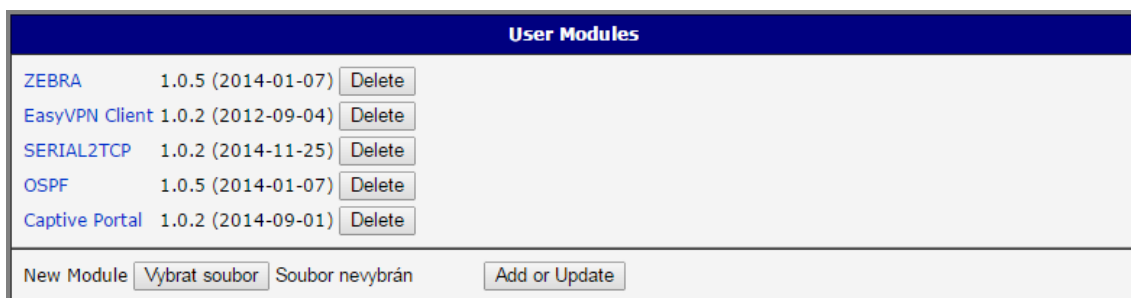 User Modules
ZEBRA 1.0.5 (2014-01-07) Delete
EasyVPN Client 1.0.2 (2012-09-04) Delete
SERIAL2TCP 1.0.2 (2014-11-25) Delete
OSPF 1.0.5 (2014-01-07) Delete
Captive Portal 1.0.2 (2014-09-01) Delete
New Module Vybrat soubor Soubor nevybrán Add or Update